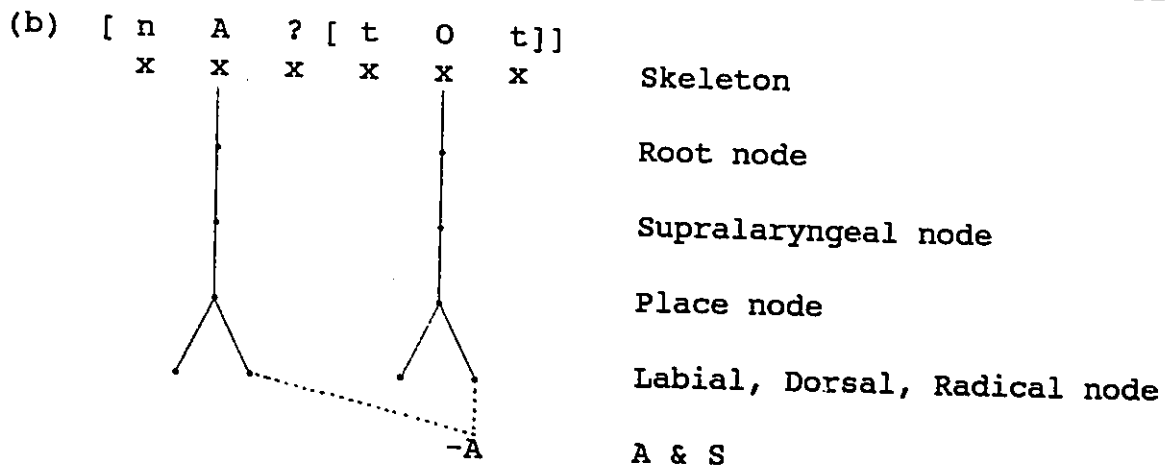 (b) [ n A ? [ t O t]]
x x x x x x Skeleton
Root node
Supralaryngeal node
Place node
Labial, Dorsal, Radical node
-A A & S